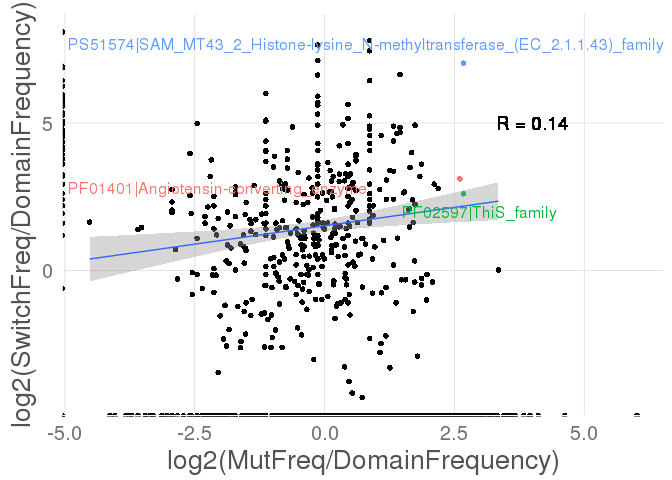 PS51574|SAM_MT43_2_Histone-lysine_N-methyltransferase_(EC_2.1.1.43)_family
R = 0.14
PF01401|Angiotensin-converting_enzyme
PF02597|ThiS_family
5
0
log2(SwitchFreq/DomainFrequency)
-5.0 -2.5 0.0 2.5 5.0
log2(MutFreq/DomainFrequency)